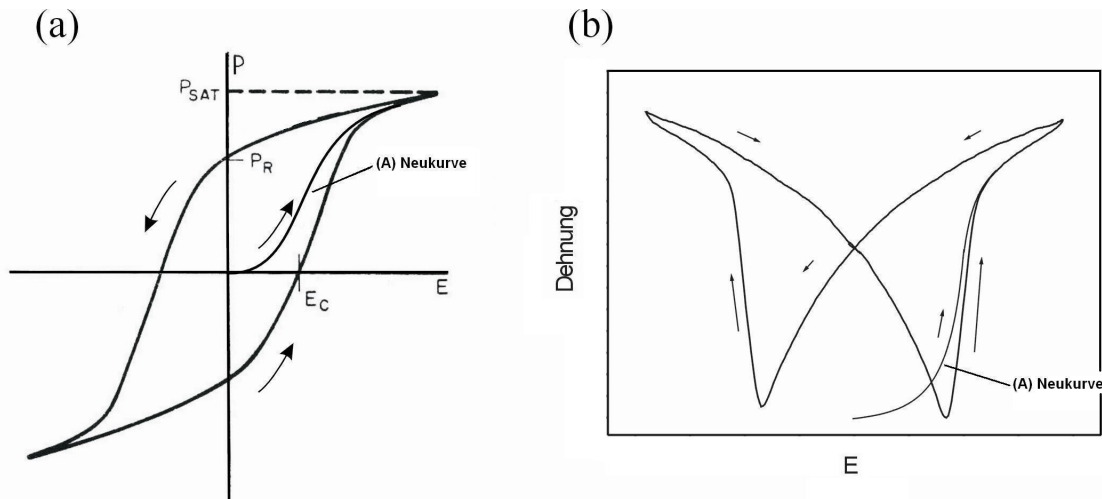 (a)
P
P_SAT
P_R
(A) Neukurve
E
E_C
(b)
Dehnung
(A) Neukurve
E